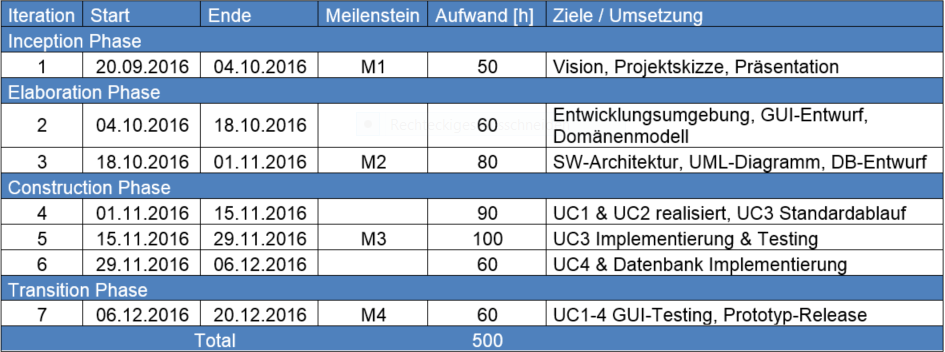 Iteration Start Ende Meilenstein Aufwand [h] Ziele / Umsetzung
Inception Phase
1 20.09.2016 04.10.2016 M1 50 Vision, Projektskizze, Präsentation
Elaboration Phase
2 04.10.2016 18.10.2016 60 Entwicklungsumgebung, GUI-Entwurf,
Domänenmodell
3 18.10.2016 01.11.2016 M2 80 SW-Architektur, UML-Diagramm, DB-Entwurf
Construction Phase
4 01.11.2016 15.11.2016 90 UC1 & UC2 realisiert, UC3 Standardablauf
5 15.11.2016 29.11.2016 M3 100 UC3 Implementierung & Testing
6 29.11.2016 06.12.2016 60 UC4 & Datenbank Implementierung
Transition Phase
7 06.12.2016 20.12.2016 M4 60 UC1-4 GUI-Testing, Prototyp-Release
Total 500